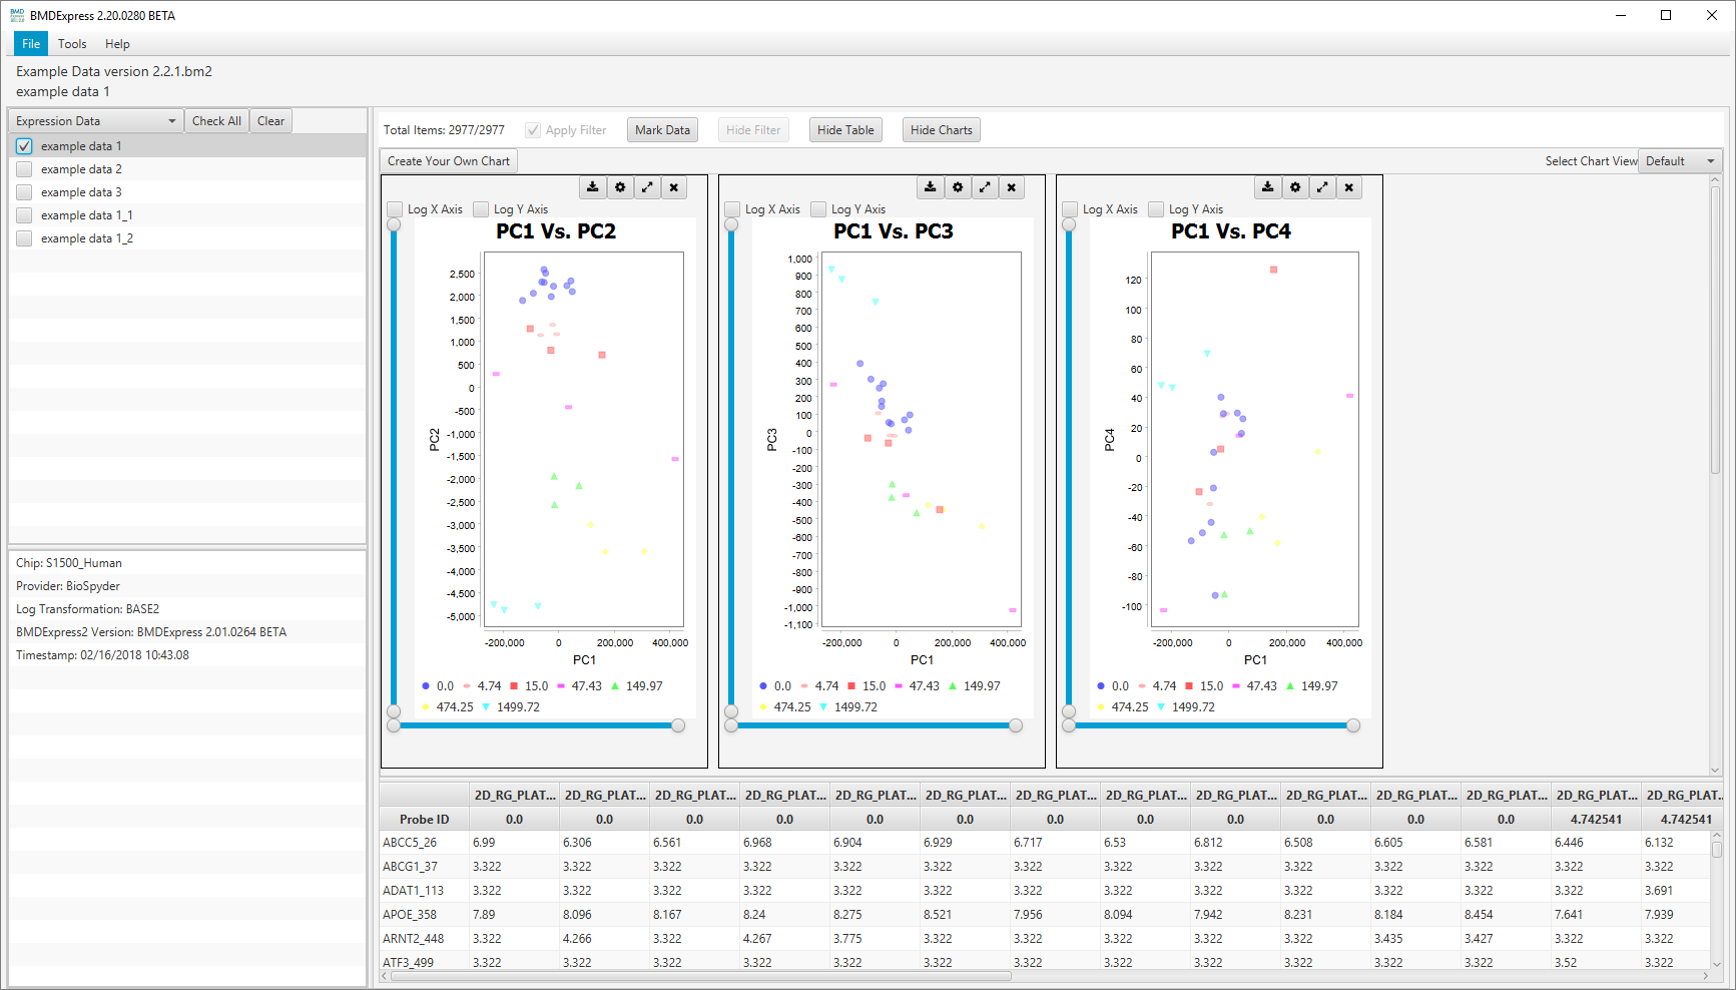 BMDExpress 2.20.0280 BETA
File Tools Help
Example Data version 2.2.1.bm2
example data 1
Expression Data Check All Clear
example data 1
example data 2
example data 3
example data 1_1
example data 1_2
Chip: S1500_Human
Provider: BioSpyder
Log Transformation: BASE2
BMDExpress2 Version: BMDExpress 2.01.0264 BETA
Timestamp: 02/16/2018 10:43.08
Total Items: 2977/2977 Apply Filter Mark Data Hide Filter Hide Table Hide Charts
Create Your Own Chart Select Chart View Default
Log X Axis Log Y Axis
PC1 Vs. PC2
2,500
2,000
1,500
1,000
500
0
-500
-1,000
-1,500
-2,000
-2,500
-3,000
-3,500
-4,000
-4,500
-5,000
PC2
-200,000 0 200,000 400,000
PC1
0.0 4.74 15.0 47.43 149.97
474.25 1499.72
Log X Axis Log Y Axis
PC1 Vs. PC3
1,000
900
800
700
600
500
400
300
200
100
0
-100
-200
-300
-400
-500
-600
-700
-800
-900
-1,000
-1,100
PC3
-200,000 0 200,000 400,000
PC1
0.0 4.74 15.0 47.43 149.97
474.25 1499.72
Log X Axis Log Y Axis
PC1 Vs. PC4
120
100
80
60
40
20
0
-20
-40
-60
-80
-100
PC4
-200,000 0 200,000 400,000
PC1
0.0 4.74 15.0 47.43 149.97
474.25 1499.72
2D_RG_PLAT... 2D_RG_PLAT... 2D_RG_PLAT... 2D_RG_PLAT... 2D_RG_PLAT... 2D_RG_PLAT... 2D_RG_PLAT... 2D_RG_PLAT... 2D_RG_PLAT... 2D_RG_PLAT... 2D_RG_PLAT... 2D_RG_PLAT... 2D_RG_PLAT... 2D_RG_PLAT...
Probe ID 0.0 0.0 0.0 0.0 0.0 0.0 0.0 0.0 0.0 0.0 0.0 0.0 4.742541 4.742541
ABCC5_26 6.99 6.306 6.561 6.968 6.904 6.929 6.717 6.53 6.812 6.508 6.605 6.581 6.446 6.132
ABCG1_37 3.322 3.322 3.322 3.322 3.322 3.322 3.322 3.322 3.322 3.322 3.322 3.322 3.322 3.322
ADAT1_113 3.322 3.322 3.322 3.322 3.322 3.322 3.322 3.322 3.322 3.322 3.322 3.322 3.322 3.691
APOE_358 7.89 8.096 8.167 8.24 8.275 8.521 7.956 8.094 7.942 8.231 8.184 8.454 7.641 7.939
ARNT2_448 3.322 4.266 3.322 4.267 3.775 3.322 3.322 3.322 3.322 3.322 3.435 3.427 3.322 3.322
ATF3_499 3.322 3.322 3.322 3.322 3.322 3.322 3.322 3.322 3.322 3.322 3.322 3.322 3.52 3.322